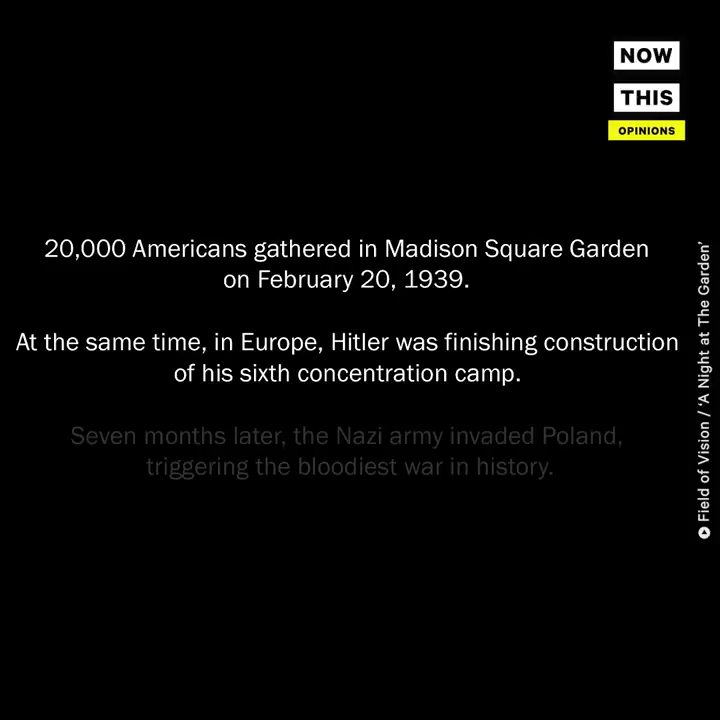 NOW
THIS
OPINIONS
20,000 Americans gathered in Madison Square Garden
on February 20, 1939.
At the same time, in Europe, Hitler was finishing construction
of his sixth concentration camp.
Seven months later, the Nazi army invaded Poland,
triggering the bloodiest war in history.
Field of Vision / 'A Night at The Garden'